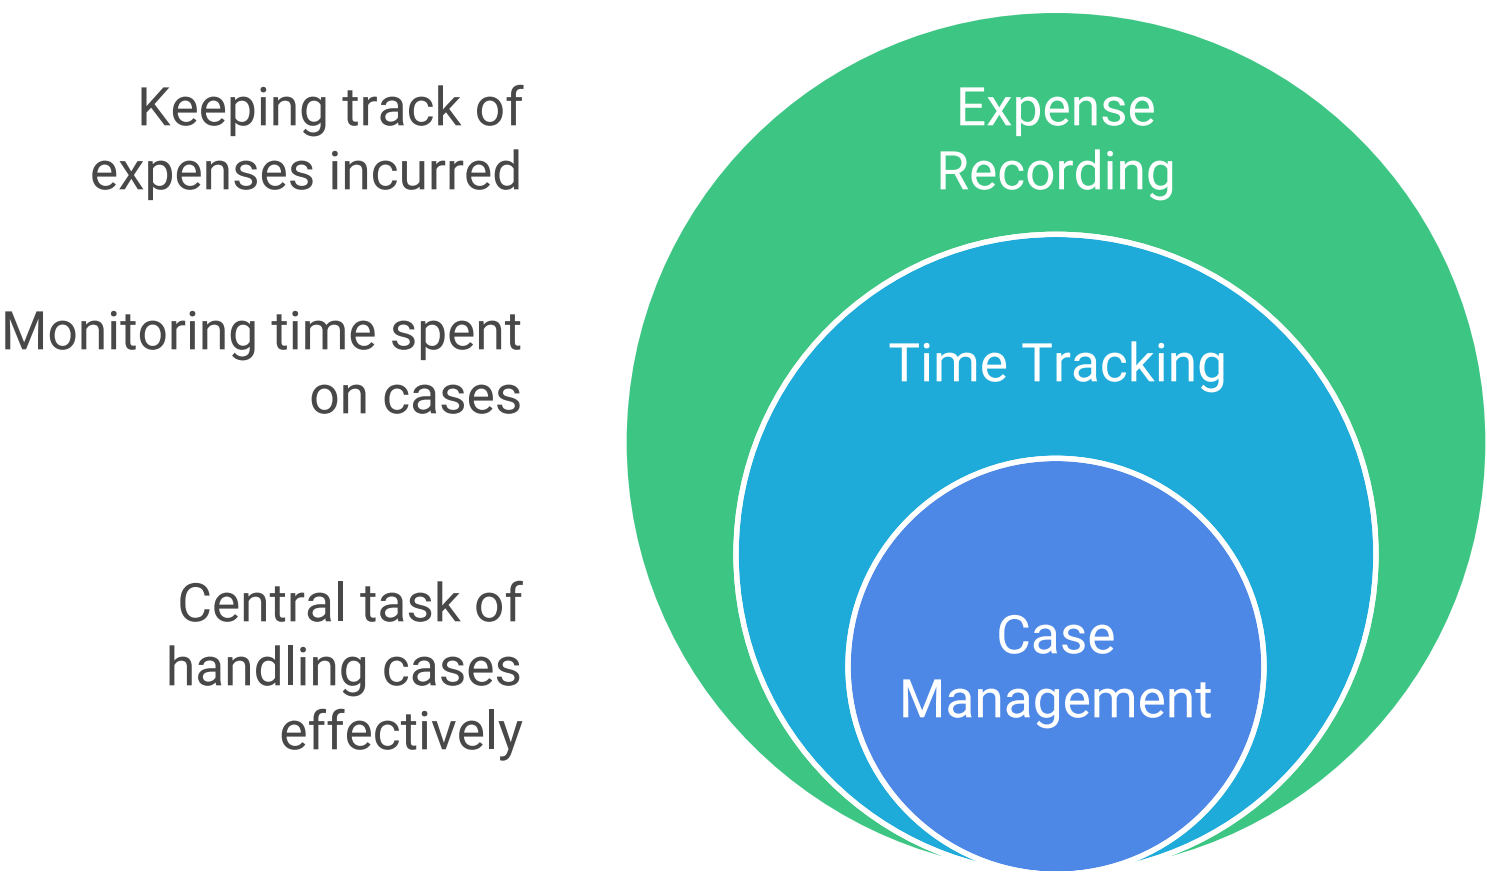 Keeping track of
expenses incurred
Expense
Recording
Monitoring time spent
on cases
Time Tracking
Central task of
handling cases
effectively
Case
Management